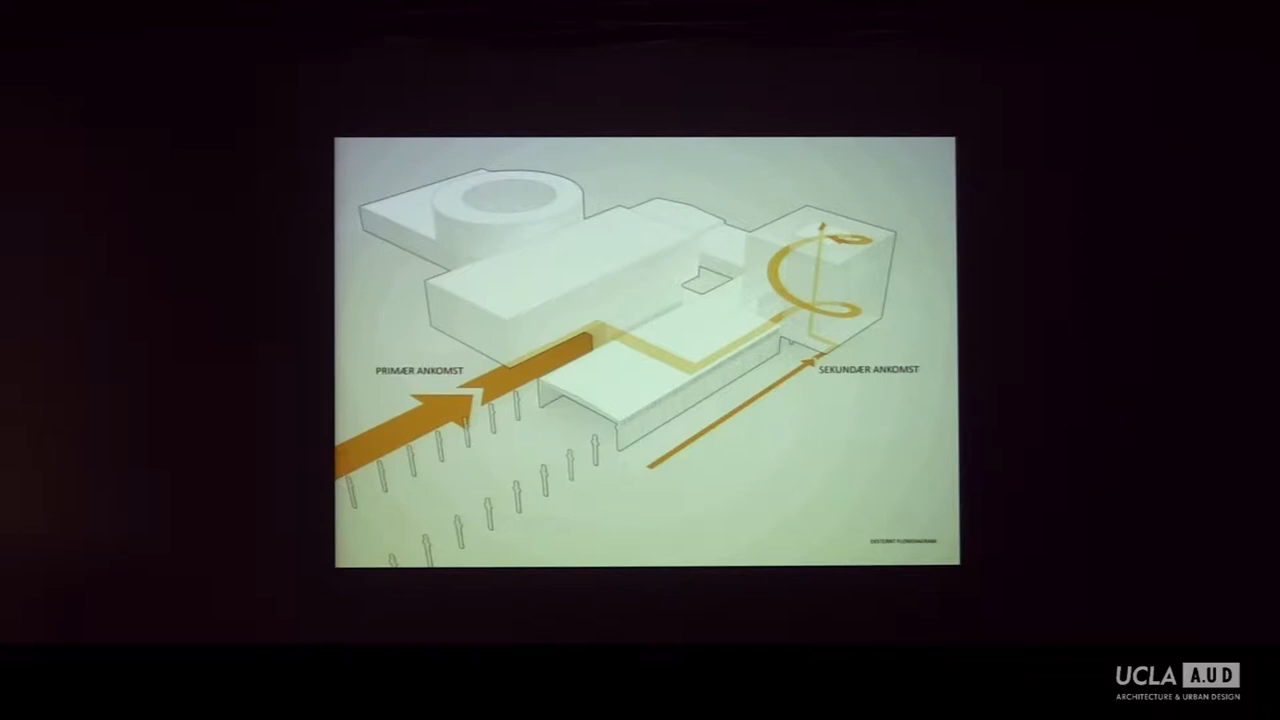 PRIMÆR ANKOMST
SEKUNDÆR ANKOMST
UCLA A.UD
ARCHITECTURE & URBAN DESIGN